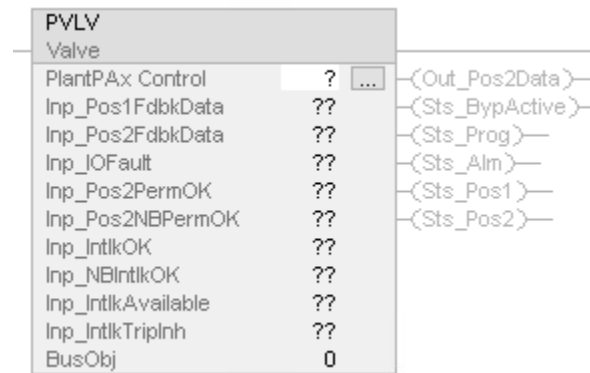 PVLV
Valve
PlantPAx Control ? ... (Out_Pos2Data)
Inp_Pos1FdbkData ?? (Sts_BypActive)
Inp_Pos2FdbkData ?? (Sts_Prog)
Inp_IOFault ?? (Sts_Alm)
Inp_Pos2PermOK ?? (Sts_Pos1)
Inp_Pos2NBPermOK ?? (Sts_Pos2)
Inp_IntlkOK ??
Inp_NBIntlkOK ??
Inp_IntlkAvailable ??
Inp_IntlkTripInh ??
BusObj 0